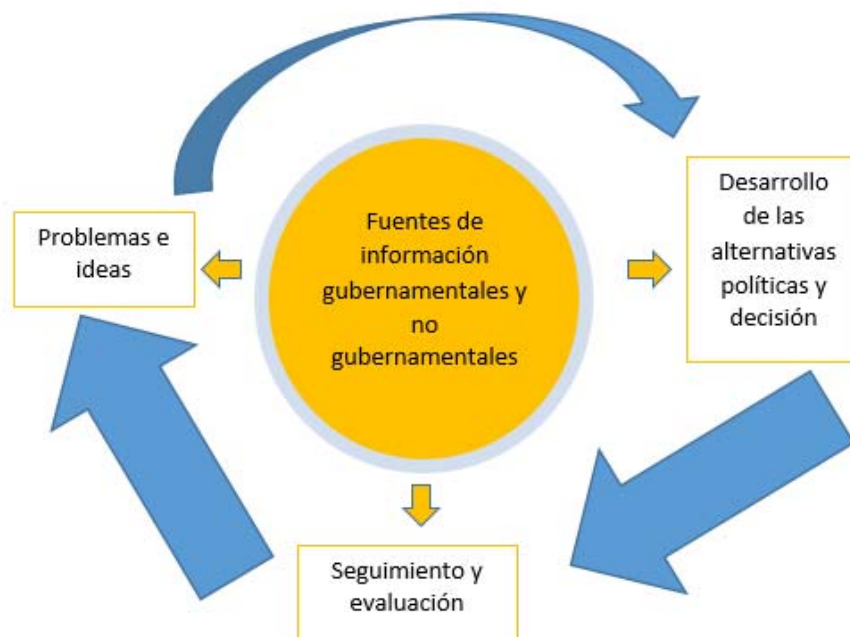 Problemas e
ideas
Fuentes de
información
gubernamentales y
no
gubernamentales
Desarrollo
de las
alternativas
políticas y
decisión
Seguimiento y
evaluación